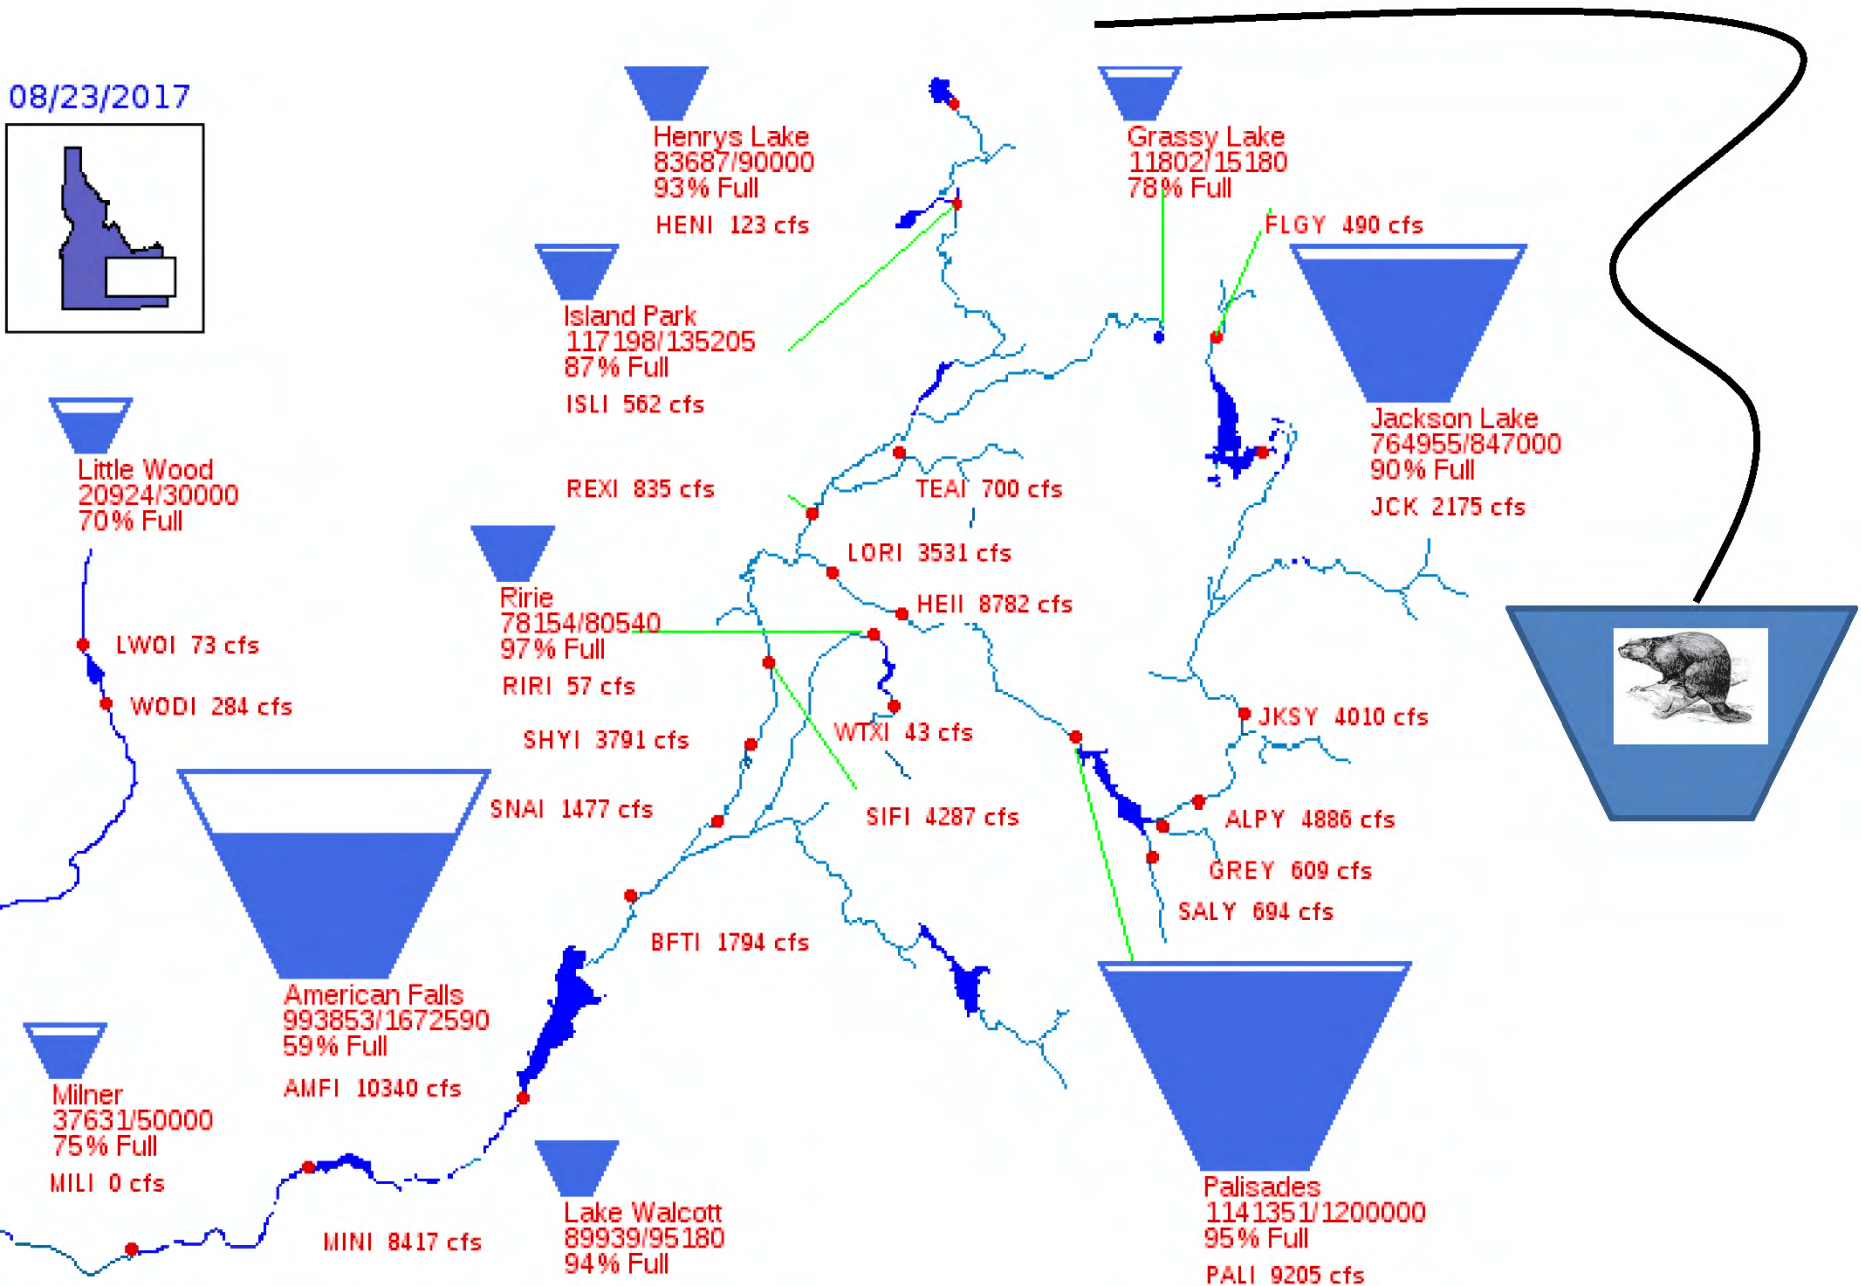 08/23/2017
Henrys Lake
83687/90000
93% Full
HENI 123 cfs
Grassy Lake
11802/15180
78% Full
FLGY 490 cfs
Island Park
117198/135205
87% Full
ISLI 562 cfs
Jackson Lake
764955/847000
90% Full
JCK 2175 cfs
Little Wood
20924/30000
70% Full
REXI 835 cfs
TEAI 700 cfs
LORI 3531 cfs
Ririe
78154/80540
97% Full
RIRI 57 cfs
HEII 8782 cfs
LWOI 73 cfs
WODI 284 cfs
SHYI 3791 cfs
WTXI 43 cfs
JKSY 4010 cfs
SNAI 1477 cfs
SIFI 4287 cfs
ALPY 4886 cfs
GREY 609 cfs
SALY 694 cfs
BFTI 1794 cfs
American Falls
993853/1672590
59% Full
AMFI 10340 cfs
Milner
37631/50000
75% Full
MILI 0 cfs
MINI 8417 cfs
Lake Walcott
89939/95180
94% Full
Palisades
1141351/1200000
95% Full
PALI 9205 cfs